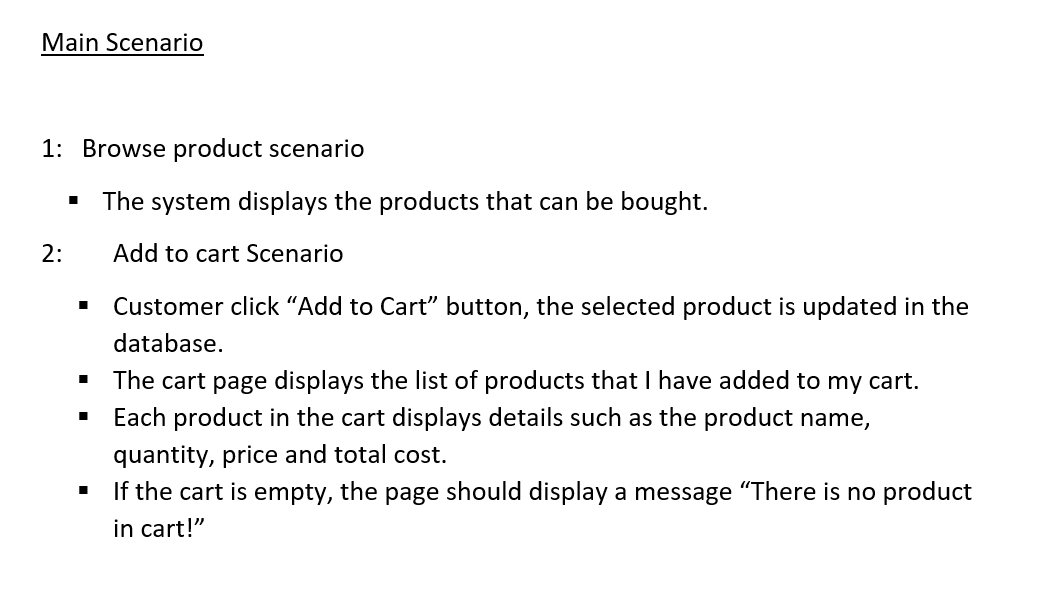 Main Scenario
1: Browse product scenario
▪ The system displays the products that can be bought.
2: Add to cart Scenario
▪ Customer click “Add to Cart” button, the selected product is updated in the
database.
▪ The cart page displays the list of products that I have added to my cart.
▪ Each product in the cart displays details such as the product name,
quantity, price and total cost.
▪ If the cart is empty, the page should display a message “There is no product
in cart!”